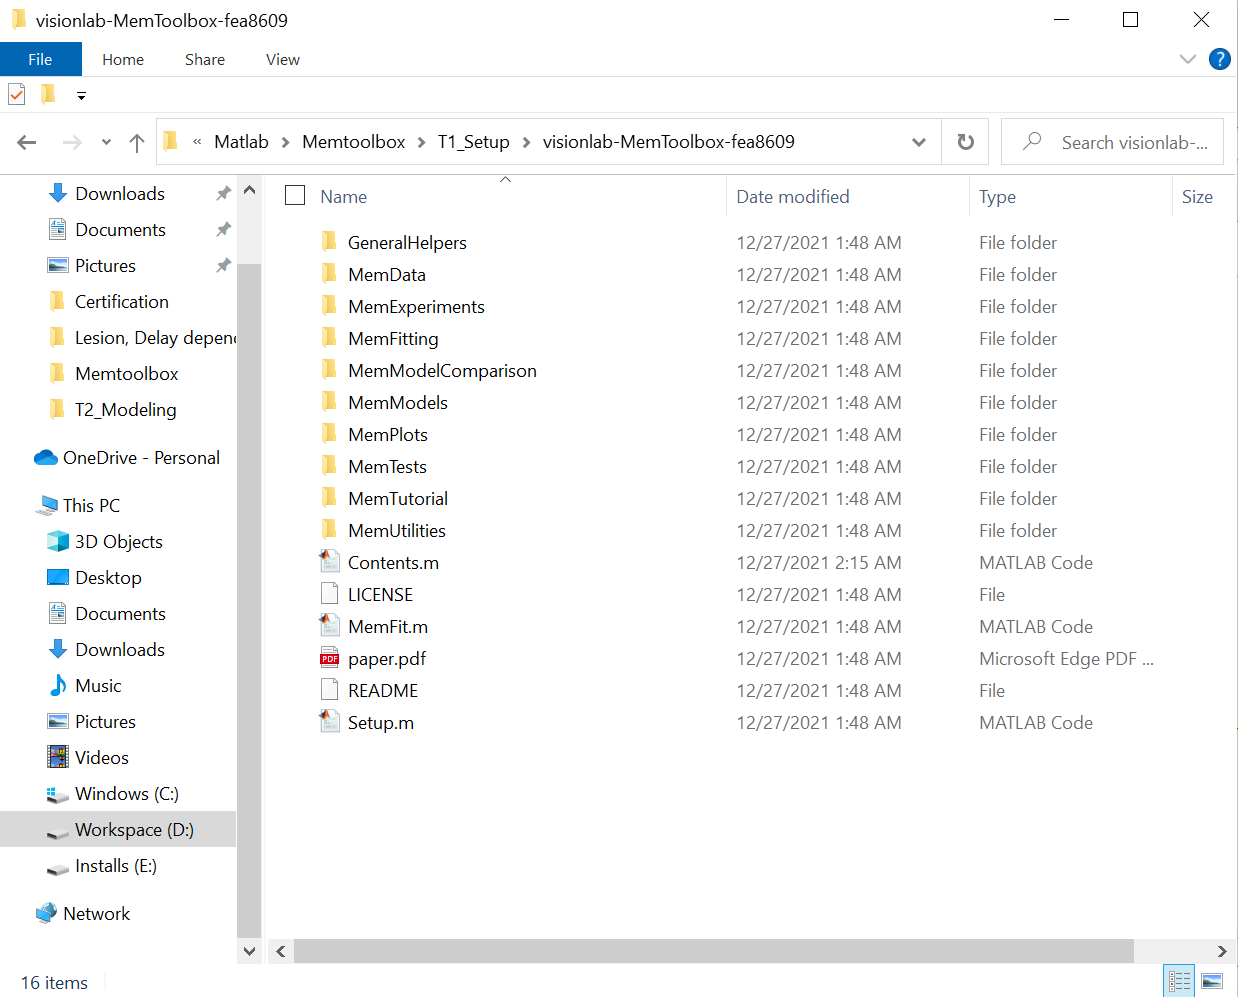 visionlab-MemToolbox-fea8609
File Home Share View
?
« Matlab > Memtoolbox > T1_Setup > visionlab-MemToolbox-fea8609 Search visionlab-...
Downloads
Documents
Pictures
Certification
Lesion, Delay depen
Memtoolbox
T2_Modeling
OneDrive - Personal
This PC
3D Objects
Desktop
Documents
Downloads
Music
Pictures
Videos
Windows (C:)
Workspace (D:)
Installs (E:)
Network
Name Date modified Type Size
GeneralHelpers 12/27/2021 1:48 AM File folder
MemData 12/27/2021 1:48 AM File folder
MemExperiments 12/27/2021 1:48 AM File folder
MemFitting 12/27/2021 1:48 AM File folder
MemModelComparison 12/27/2021 1:48 AM File folder
MemModels 12/27/2021 1:48 AM File folder
MemPlots 12/27/2021 1:48 AM File folder
MemTests 12/27/2021 1:48 AM File folder
MemTutorial 12/27/2021 1:48 AM File folder
MemUtilities 12/27/2021 1:48 AM File folder
Contents.m 12/27/2021 2:15 AM MATLAB Code
LICENSE 12/27/2021 1:48 AM File
MemFit.m 12/27/2021 1:48 AM MATLAB Code
PDF paper.pdf 12/27/2021 1:48 AM Microsoft Edge PDF ...
README 12/27/2021 1:48 AM File
Setup.m 12/27/2021 1:48 AM MATLAB Code
16 items